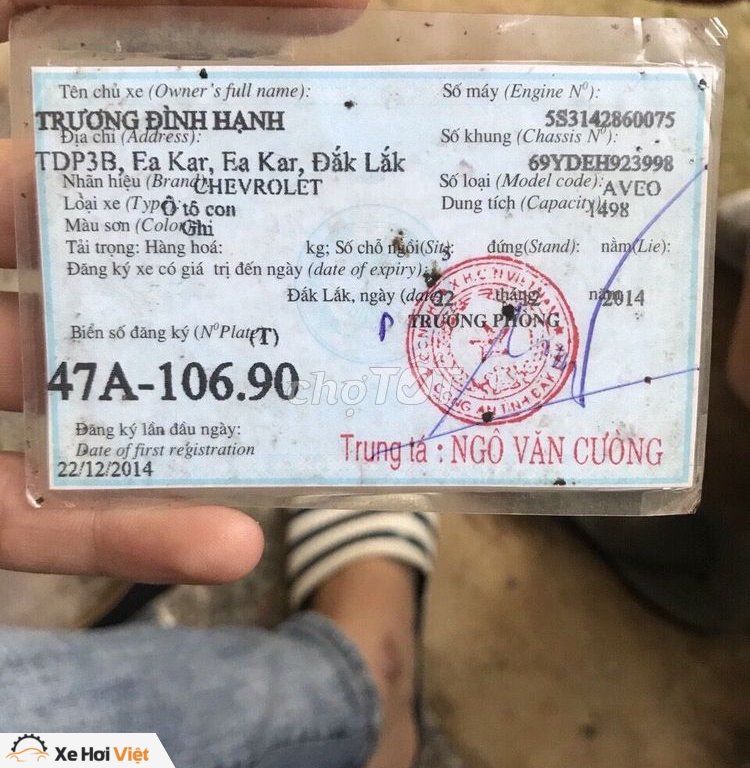 Tên chủ xe (Owner's full name): Số máy (Engine Nº):
TRƯƠNG ĐÌNH HẠNH 5S3142860075
Địa chỉ (Address): Số khung (Chassis Nº):
TDP3B, Ea Kar, Ea Kar, Đắk Lắk 69YDEH923998
Nhãn hiệu (Brand): CHEVROLET Số loại (Model code): AVEO
Loại xe (Type): Ô tô con Dung tích (Capacity): 1498
Màu sơn (Color): Ghi
Tải trọng: Hàng hoá: kg; Số chỗ ngồi (Sit): 5 đứng(Stand): nằm(Lie):
Đăng ký xe có giá trị đến ngày (date of expiry):
Đắk Lắk, ngày (date) 22 tháng 2 năm 2014
TRƯỞNG PHÒNG
Biển số đăng ký (NºPlate) (T)
47A-106.90
chợTỐT
Đăng ký lần đầu ngày:
Date of first registration
22/12/2014
Trung tá : NGÔ VĂN CƯỜNG
Xe Hơi Việt